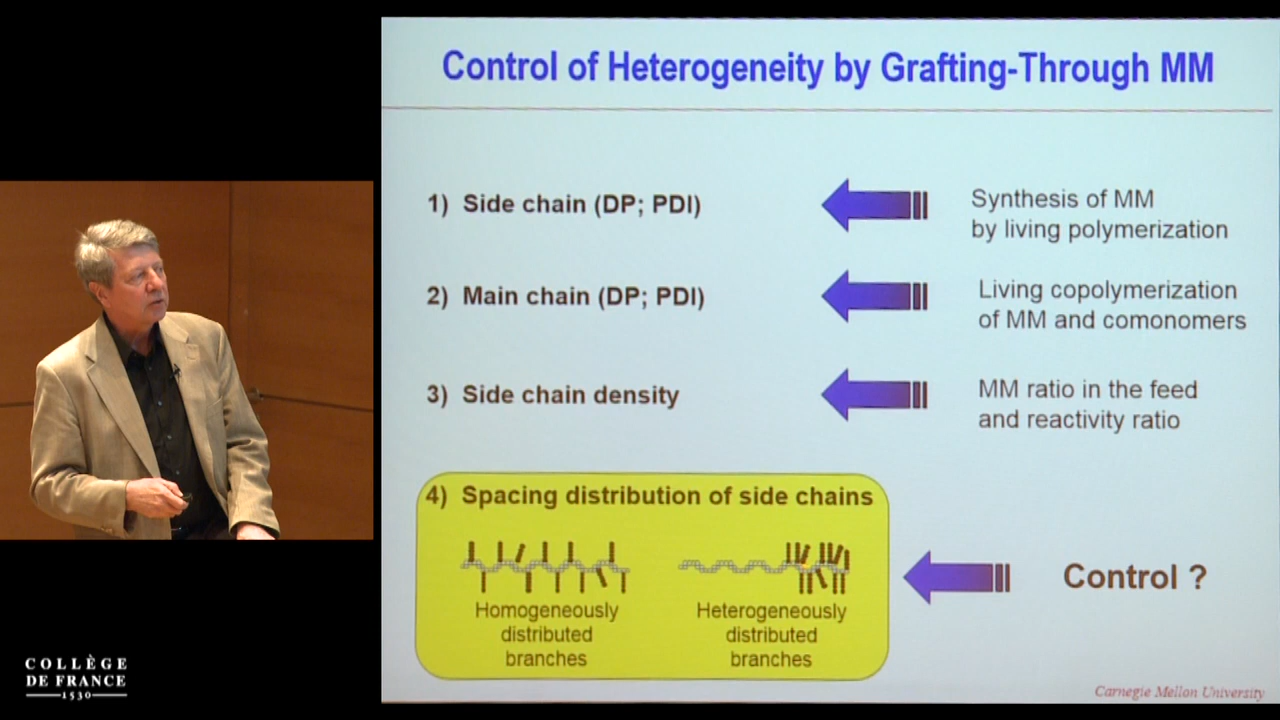 Control of Heterogeneity by Grafting-Through MM
1) Side chain (DP; PDI)
Synthesis of MM
by living polymerization
2) Main chain (DP; PDI)
Living copolymerization
of MM and comonomers
3) Side chain density
MM ratio in the feed
and reactivity ratio
4) Spacing distribution of side chains
Homogeneously
distributed
branches
Heterogeneously
distributed
branches
Control ?
Carnegie Mellon University
COLLÈGE
DE FRANCE
1530